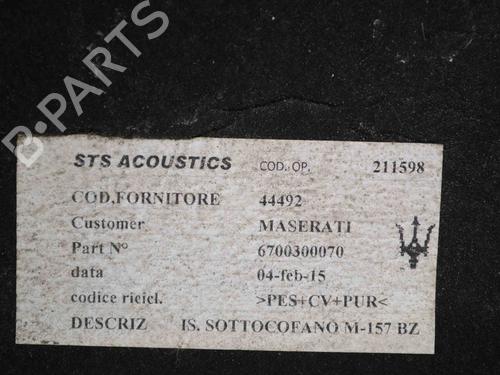 B-PARTS
STS ACOUSTICS COD. OP. 211598
COD.FORNITORE 44492
Customer MASERATI
Part N° 6700300070
data 04-feb-15
codice ricicl. >PES+CV+PUR<
DESCRIZ IS. SOTTOCOFANO M-157 BZ